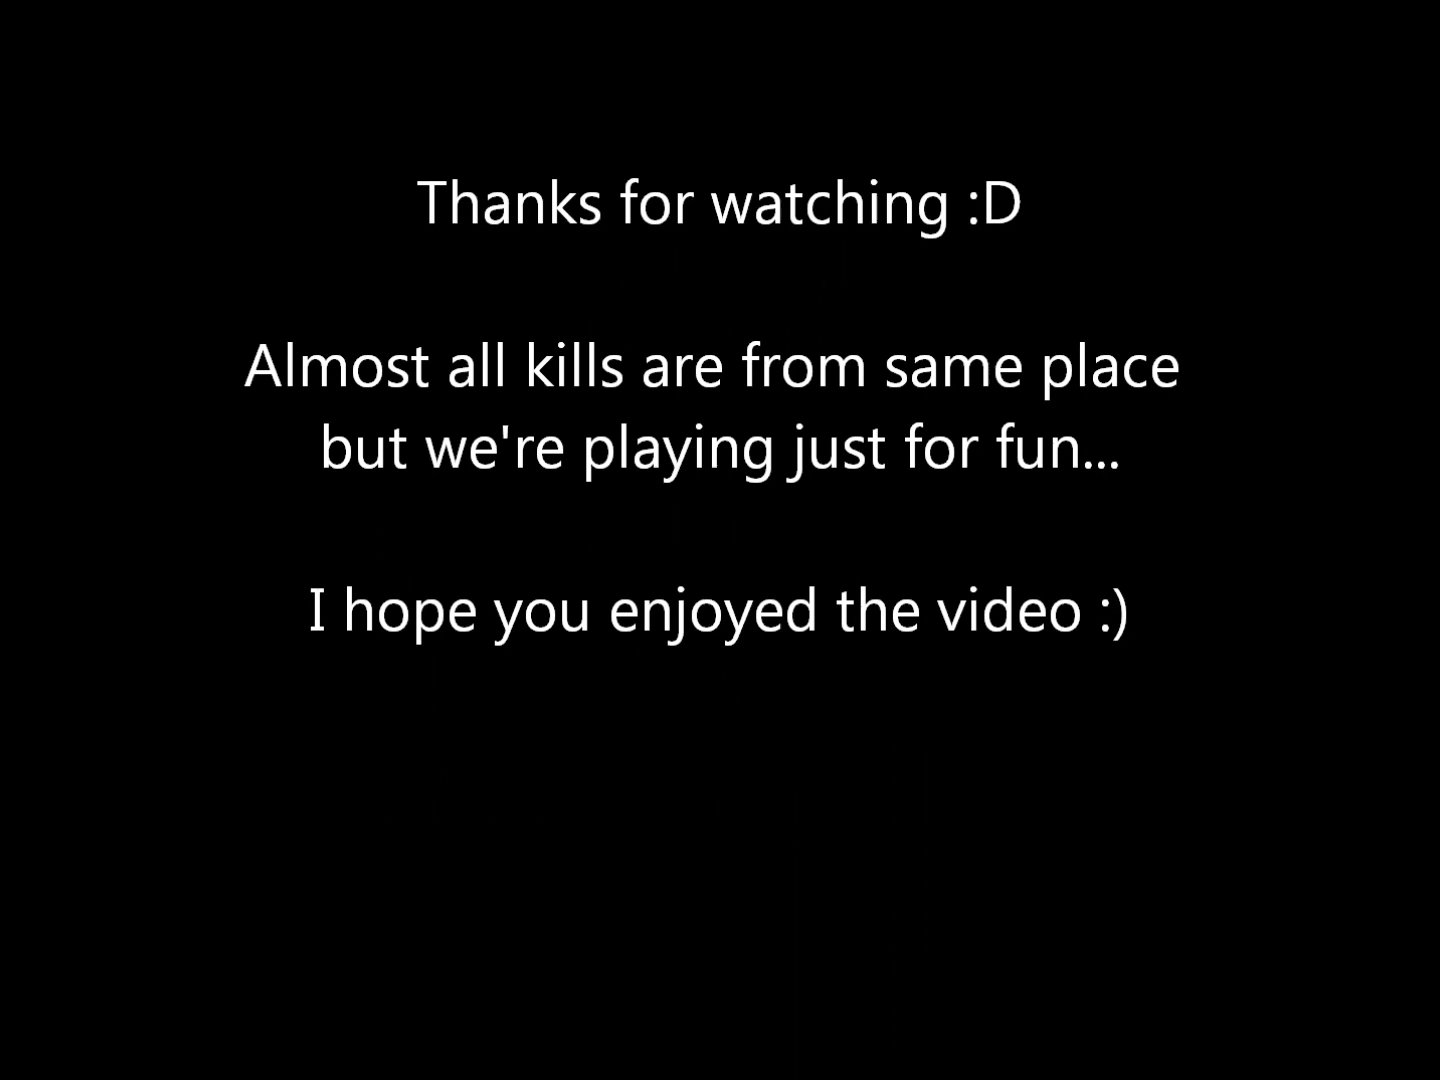 Thanks for watching :D
Almost all kills are from same place
but we're playing just for fun...
I hope you enjoyed the video :)